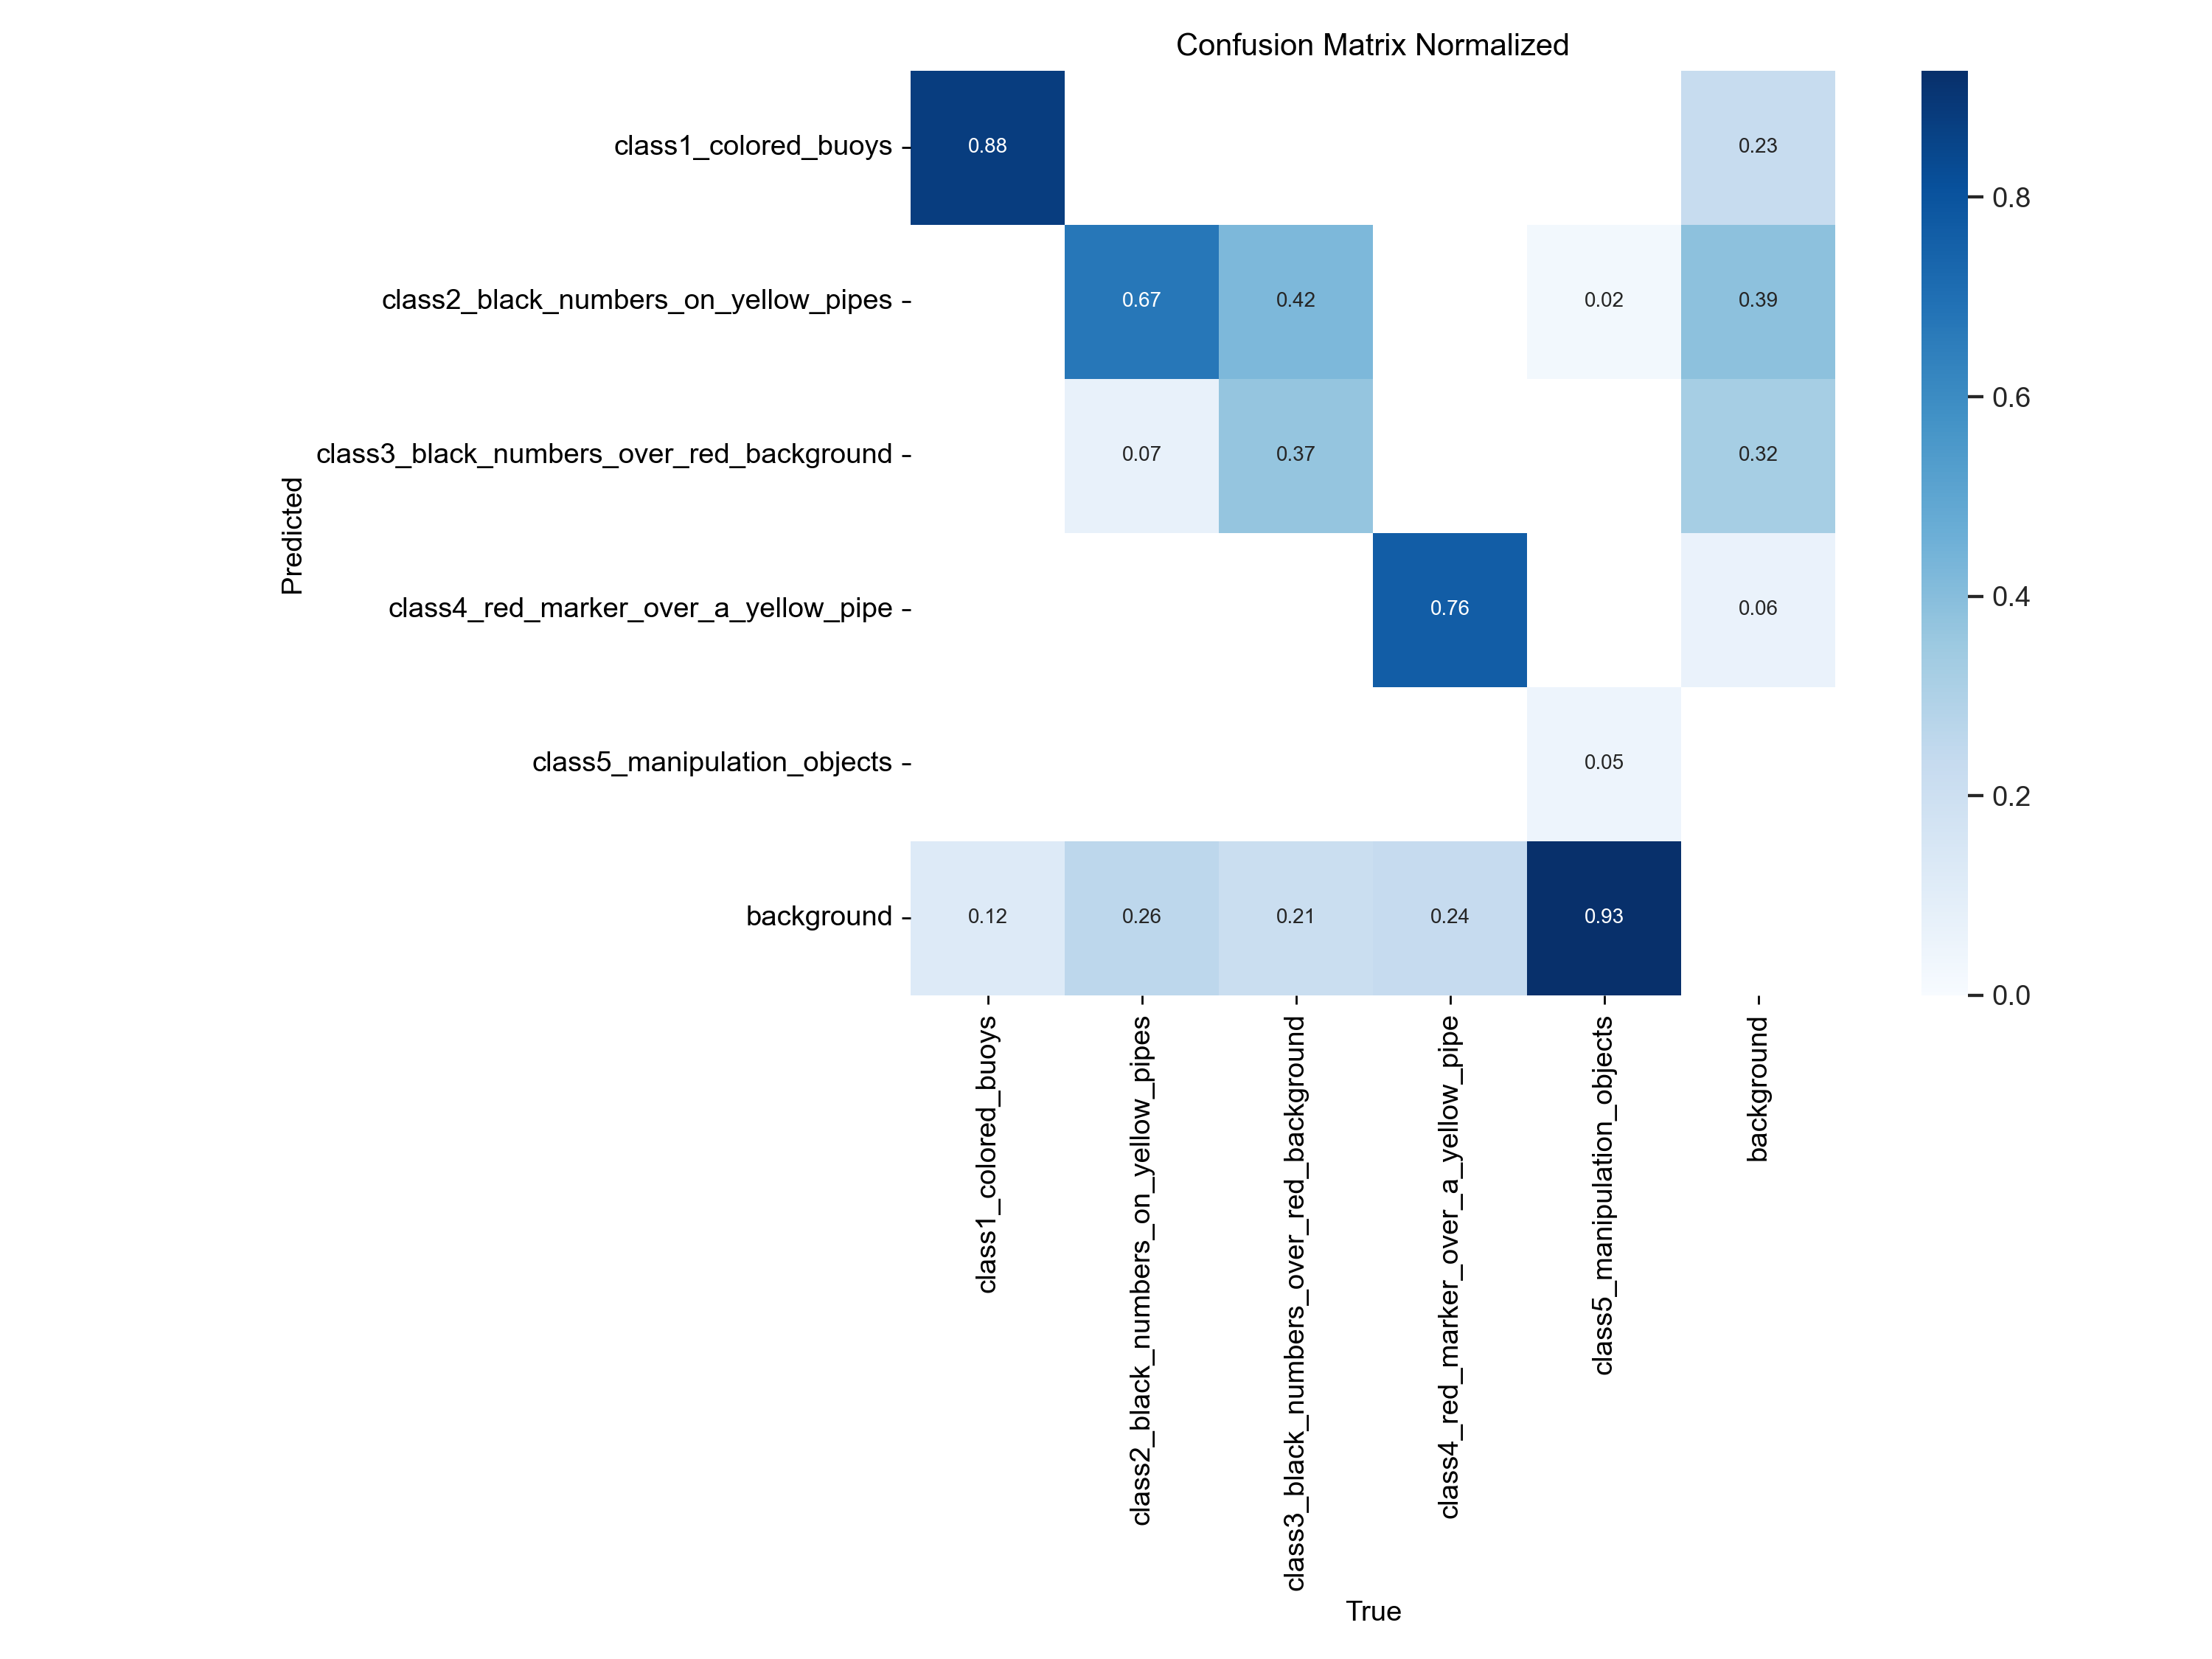 Confusion Matrix Normalized
class1_colored_buoys
0.88
0.23
class2_black_numbers_on_yellow_pipes
0.67
0.42
0.02
0.39
class3_black_numbers_over_red_background
0.07
0.37
0.32
class4_red_marker_over_a_yellow_pipe
0.76
0.06
class5_manipulation_objects
0.05
background
0.12
0.26
0.21
0.24
0.93
Predicted
class1_colored_buoys
class2_black_numbers_on_yellow_pipes
class3_black_numbers_over_red_background
class4_red_marker_over_a_yellow_pipe
class5_manipulation_objects
background
True
0.8
0.6
0.4
0.2
0.0